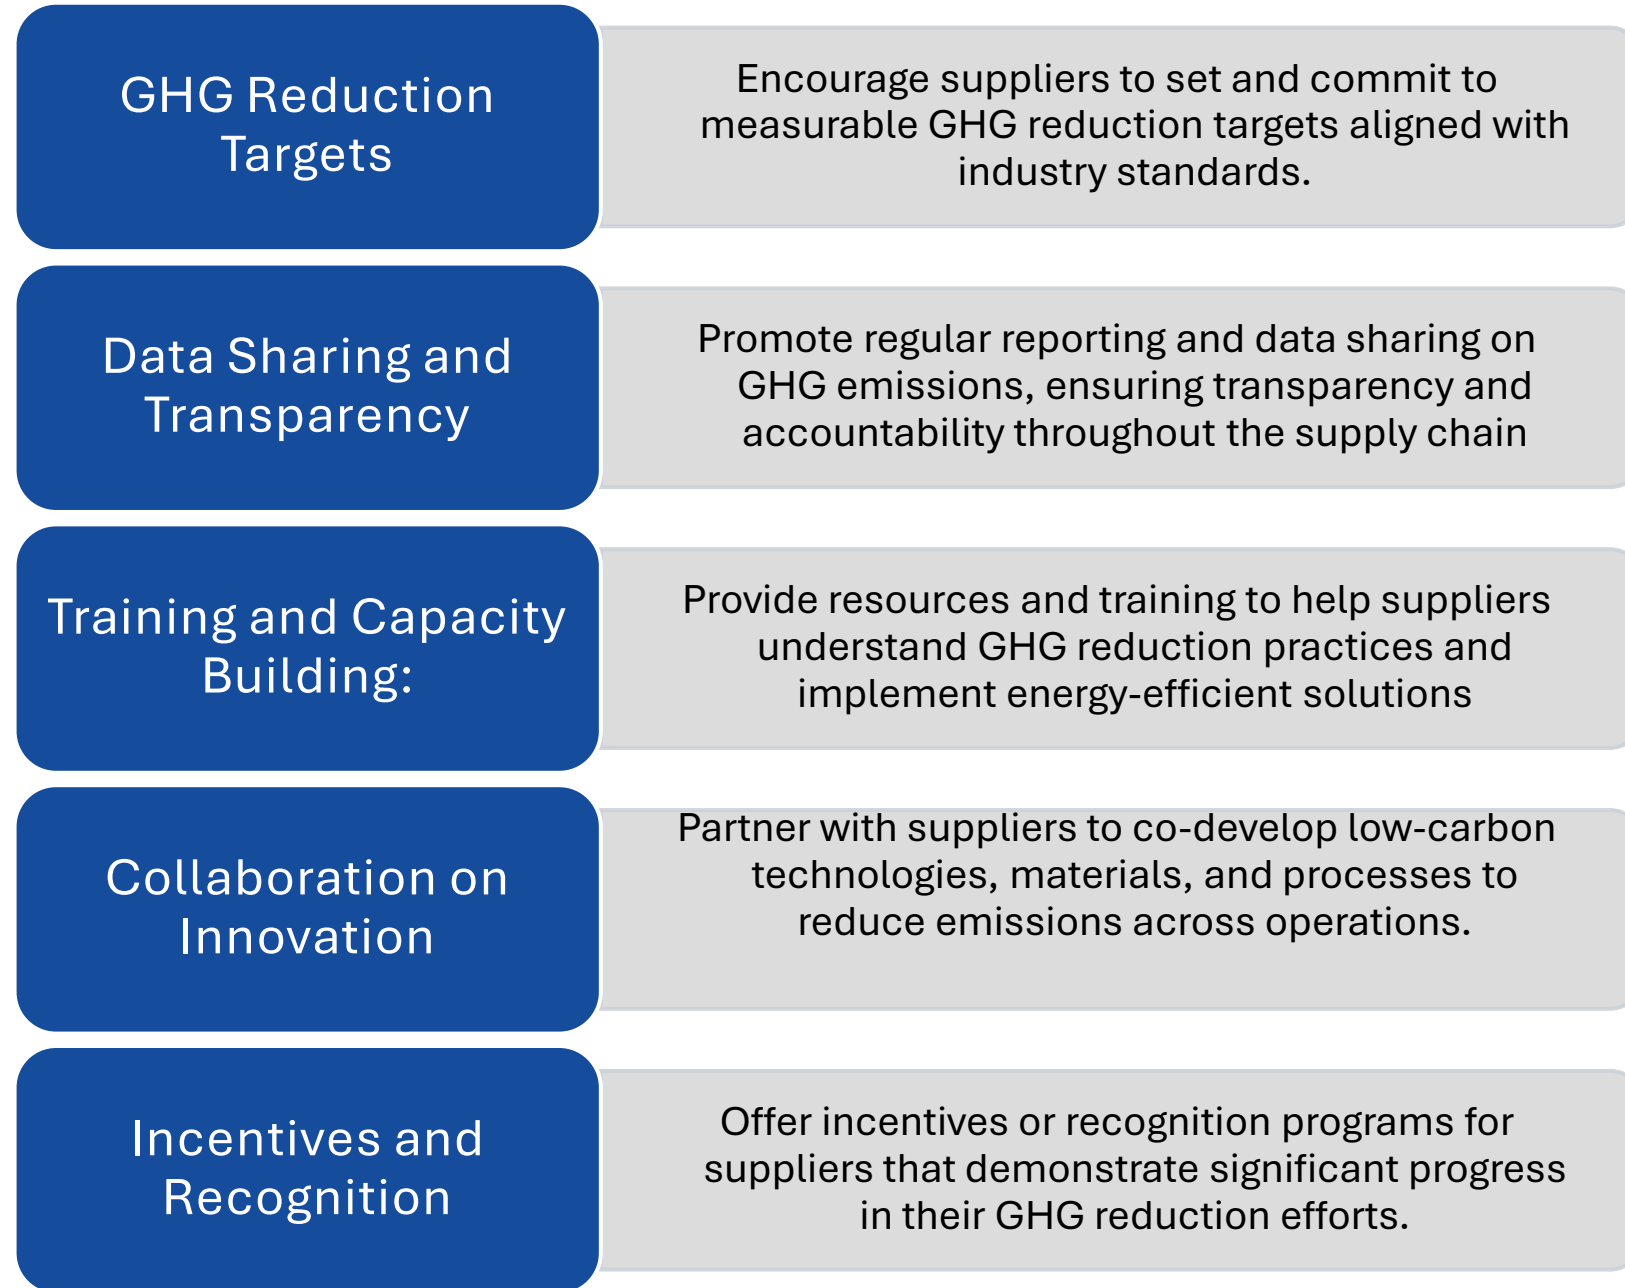 GHG Reduction
Targets
Encourage suppliers to set and commit to
measurable GHG reduction targets aligned with
industry standards.
Data Sharing and
Transparency
Promote regular reporting and data sharing on
GHG emissions, ensuring transparency and
accountability throughout the supply chain
Training and Capacity
Building:
Provide resources and training to help suppliers
understand GHG reduction practices and
implement energy-efficient solutions
Collaboration on
Innovation
Partner with suppliers to co-develop low-carbon
technologies, materials, and processes to
reduce emissions across operations.
Incentives and
Recognition
Offer incentives or recognition programs for
suppliers that demonstrate significant progress
in their GHG reduction efforts.